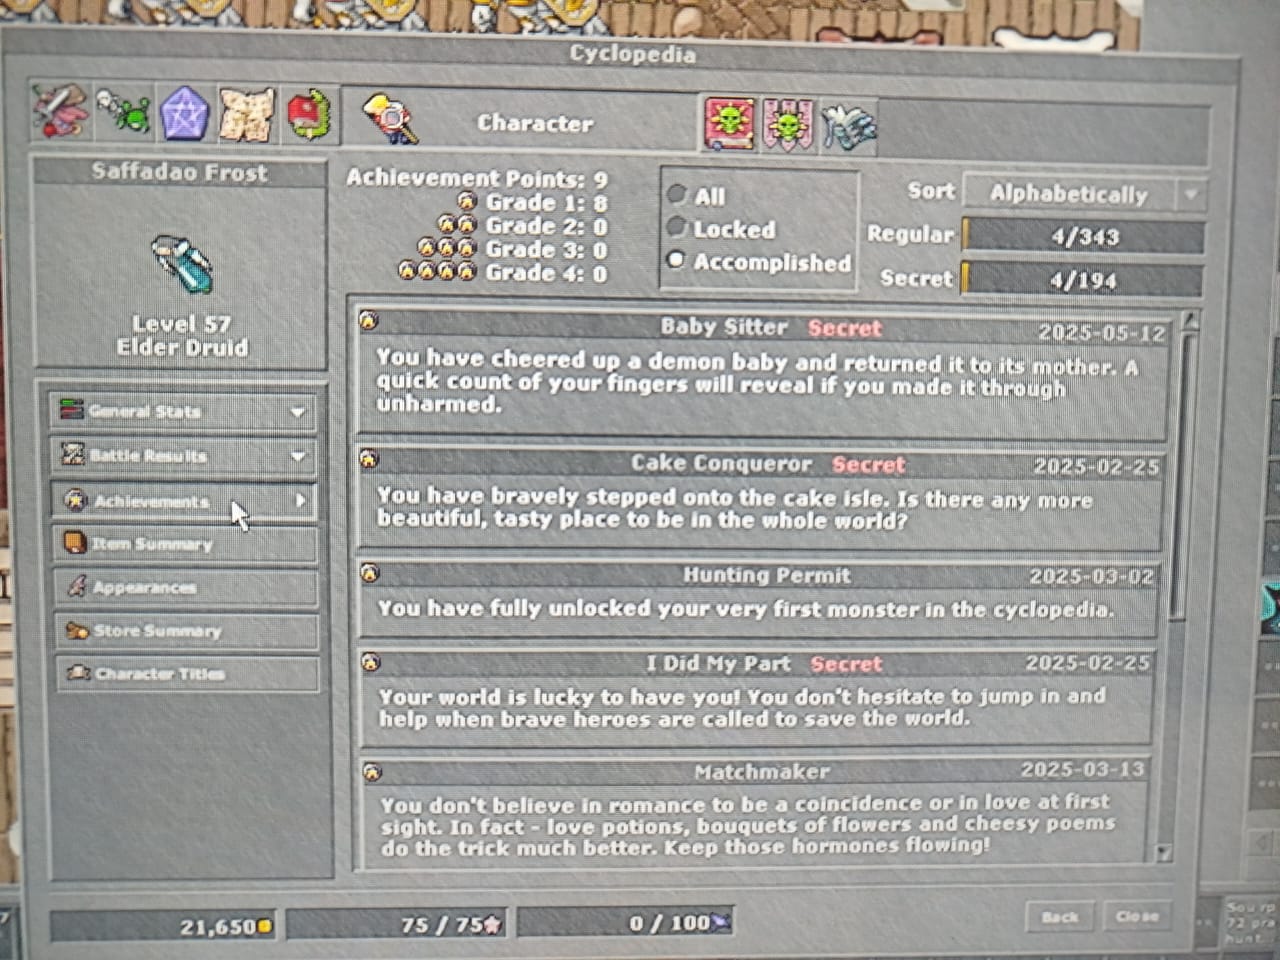 Cyclopedia
Character
Saffadao Frost
Level 57
Elder Druid
General Stats
Battle Results
Achievements
Item Summary
Appearances
Store Summary
Character Titles
Achievement Points: 9
Grade 1: 8
Grade 2: 0
Grade 3: 0
Grade 4: 0
All
Locked
Accomplished
Sort Alphabetically
Regular 4/343
Secret 4/194
Baby Sitter Secret 2025-05-12
You have cheered up a demon baby and returned it to its mother. A
quick count of your fingers will reveal if you made it through
unharmed.
Cake Conqueror Secret 2025-02-25
You have bravely stepped onto the cake isle. Is there any more
beautiful, tasty place to be in the whole world?
Hunting Permit 2025-03-02
You have fully unlocked your very first monster in the cyclopedia.
I Did My Part Secret 2025-02-25
Your world is lucky to have you! You don't hesitate to jump in and
help when brave heroes are called to save the world.
Matchmaker 2025-03-13
You don't believe in romance to be a coincidence or in love at first
sight. In fact - love potions, bouquets of flowers and cheesy poems
do the trick much better. Keep those hormones flowing!
21,650
75 / 75
0 / 100
Back
Close
hunt.